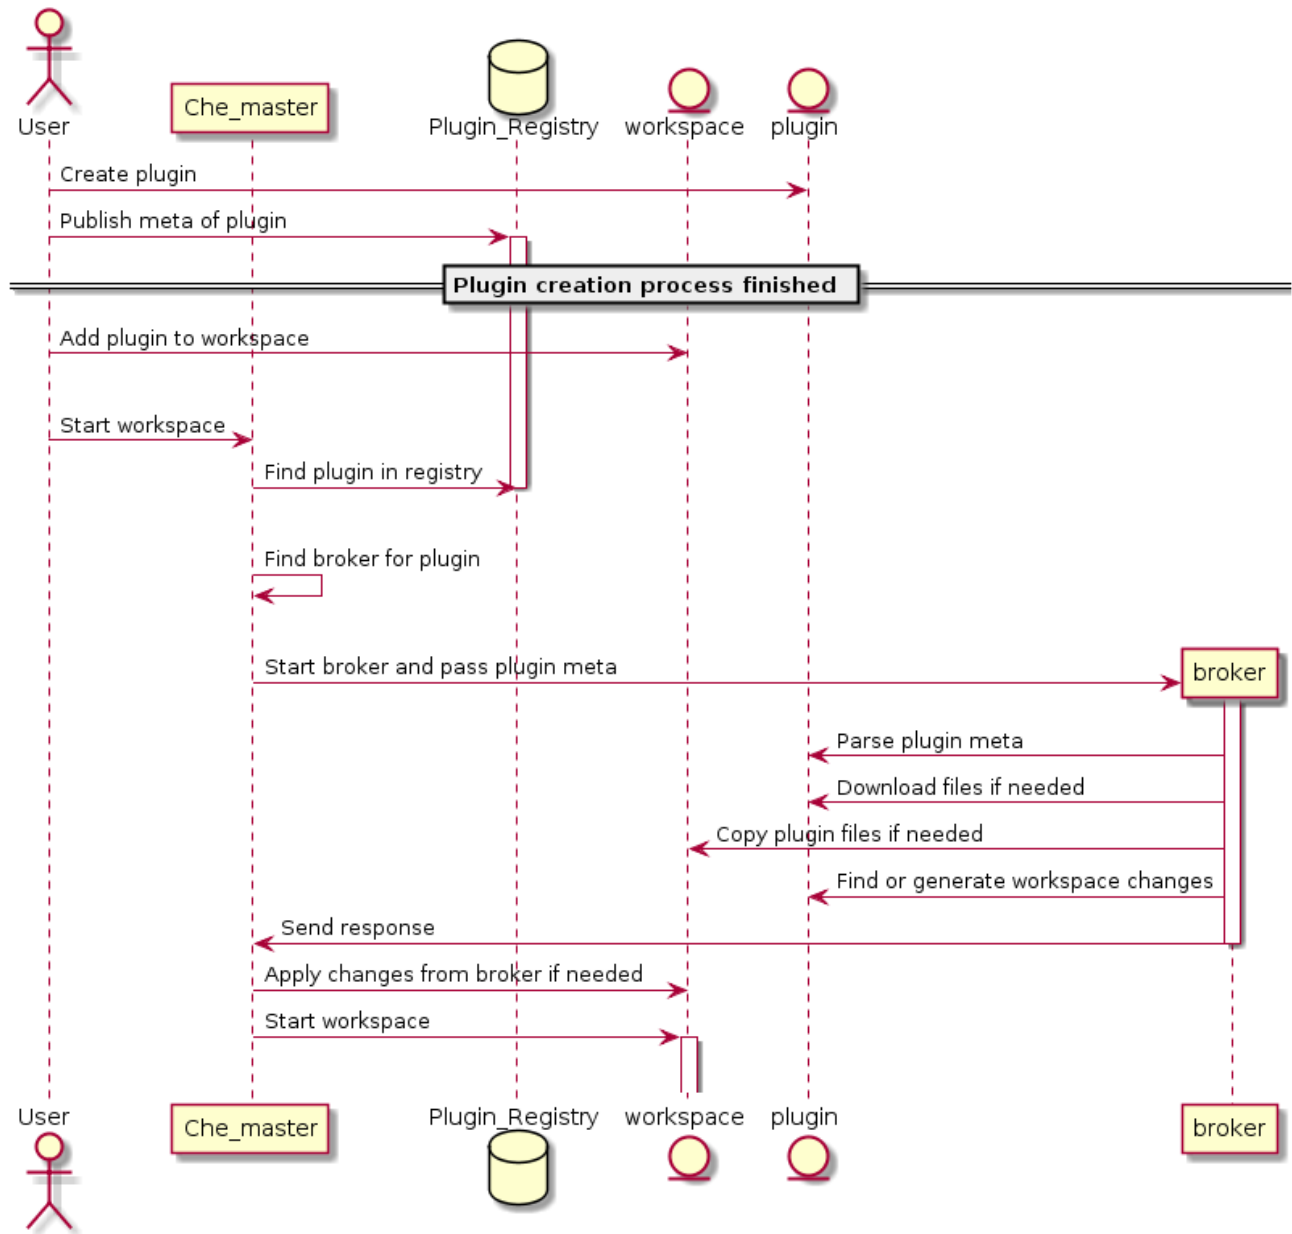 User
Che_master
Plugin_Registry
workspace
plugin
Create plugin
Publish meta of plugin
Plugin creation process finished
Add plugin to workspace
Start workspace
Find plugin in registry
Find broker for plugin
Start broker and pass plugin meta
broker
Parse plugin meta
Download files if needed
Copy plugin files if needed
Find or generate workspace changes
Send response
Apply changes from broker if needed
Start workspace
User
Che_master
Plugin_Registry
workspace
plugin
broker